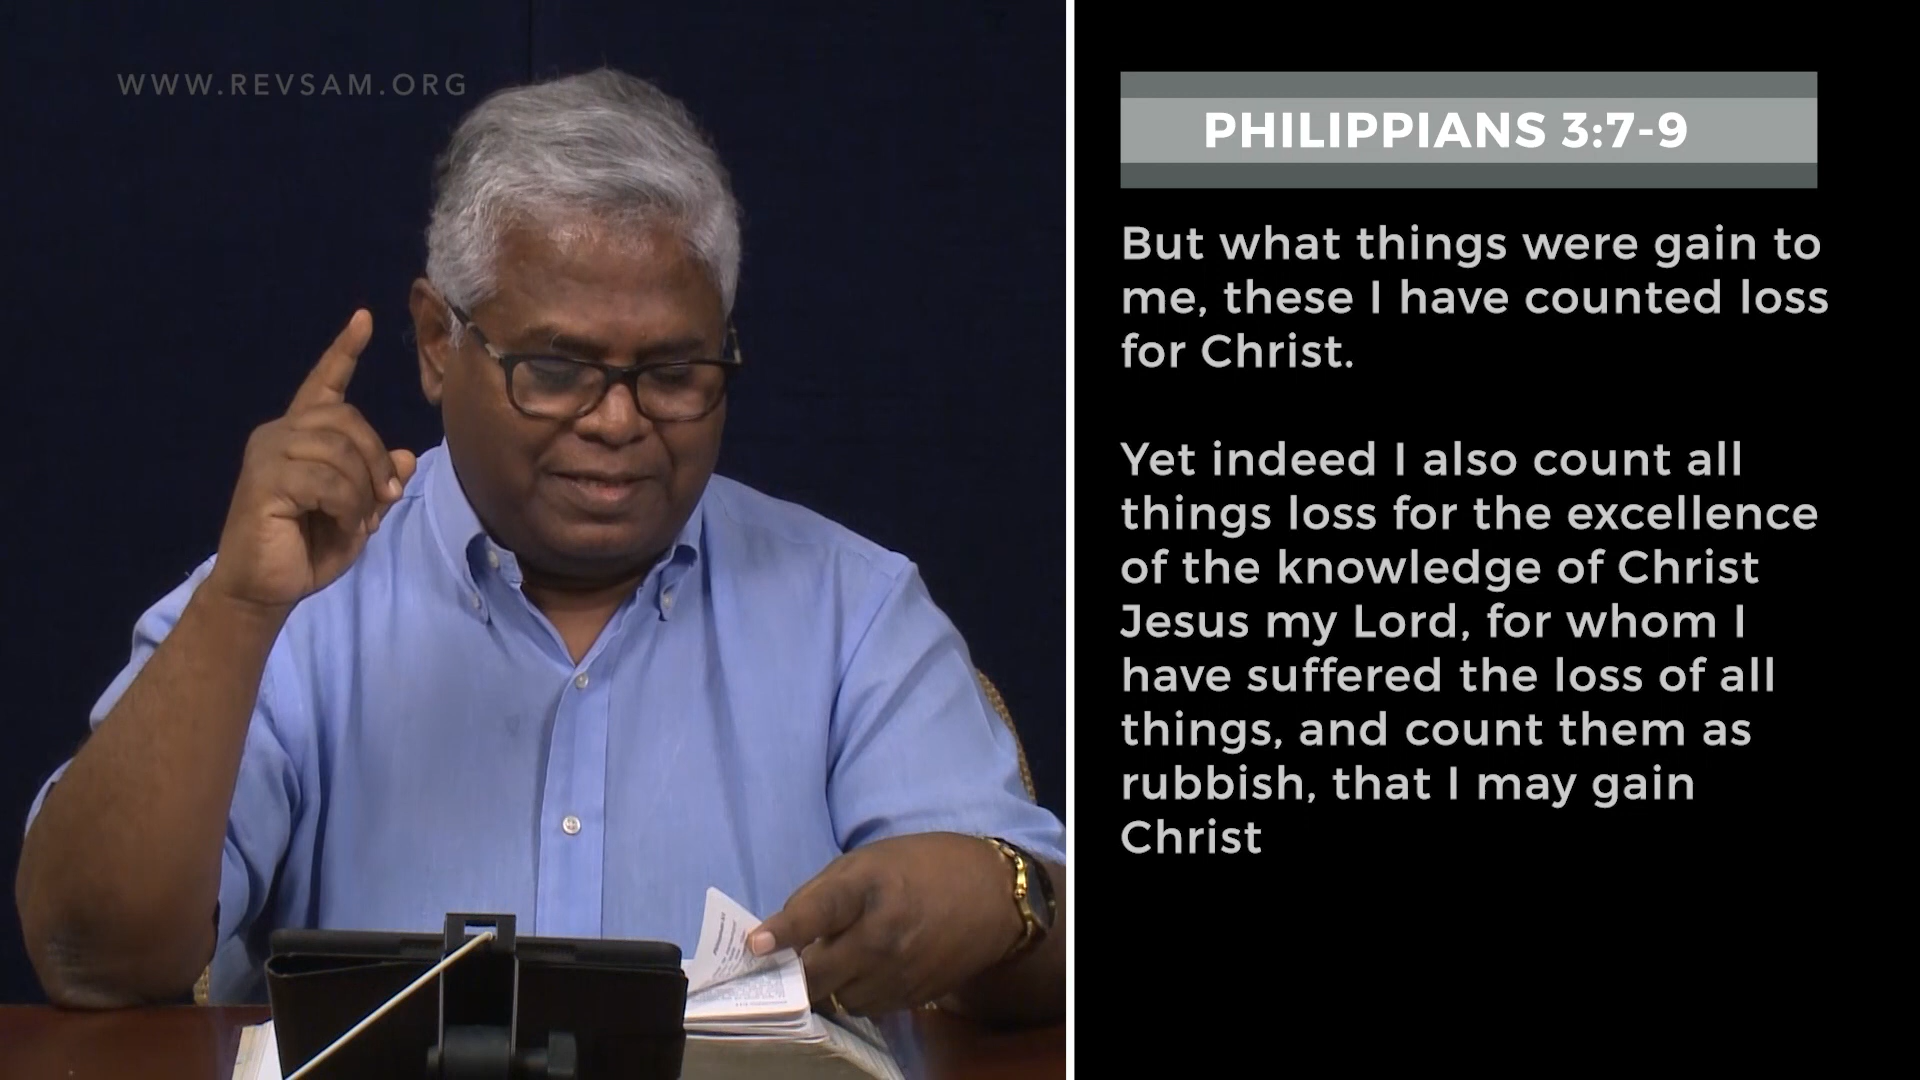 WWW.REVSAM.ORG
PHILIPPIANS 3:7-9
But what things were gain to
me, these I have counted loss
for Christ.
Yet indeed I also count all
things loss for the excellence
of the knowledge of Christ
Jesus my Lord, for whom I
have suffered the loss of all
things, and count them as
rubbish, that I may gain
Christ